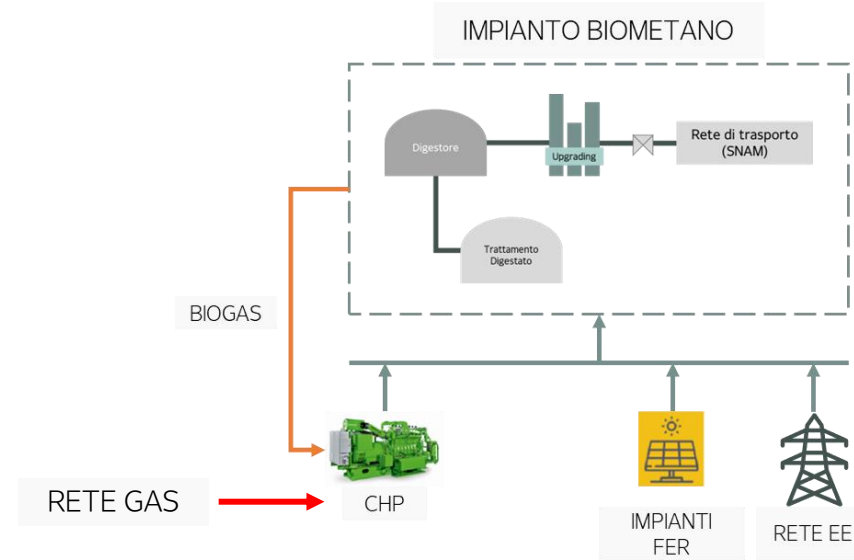 IMPIANTO BIOMETANO
Digestore
Upgrading
Rete di trasporto
(SNAM)
Trattamento
Digestato
BIOGAS
RETE GAS
CHP
IMPIANTI
FER
RETE EE